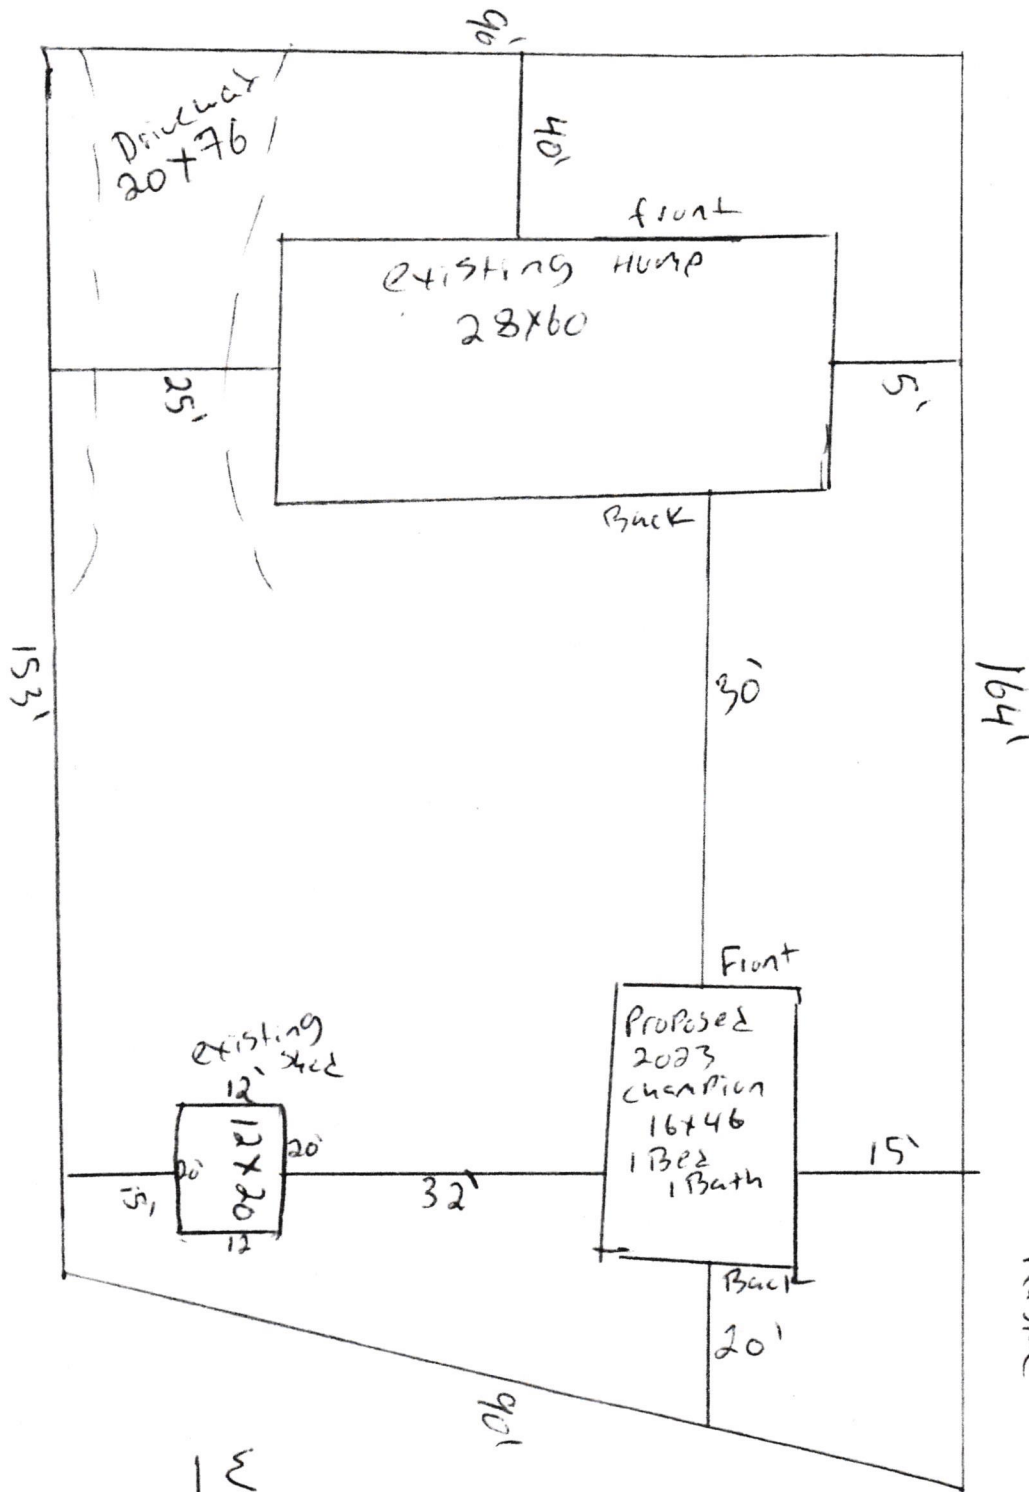 90'
Driveway
20x76
40'
front
existing Home
28x60
25'
5'
Back
30'
153'
164'
Front
Proposed
2023
Champion
16x46
1 Bed
1 Bath
existing
shed
12'
12x20
20'
20'
12
15'
32'
15'
Back
20'
90'